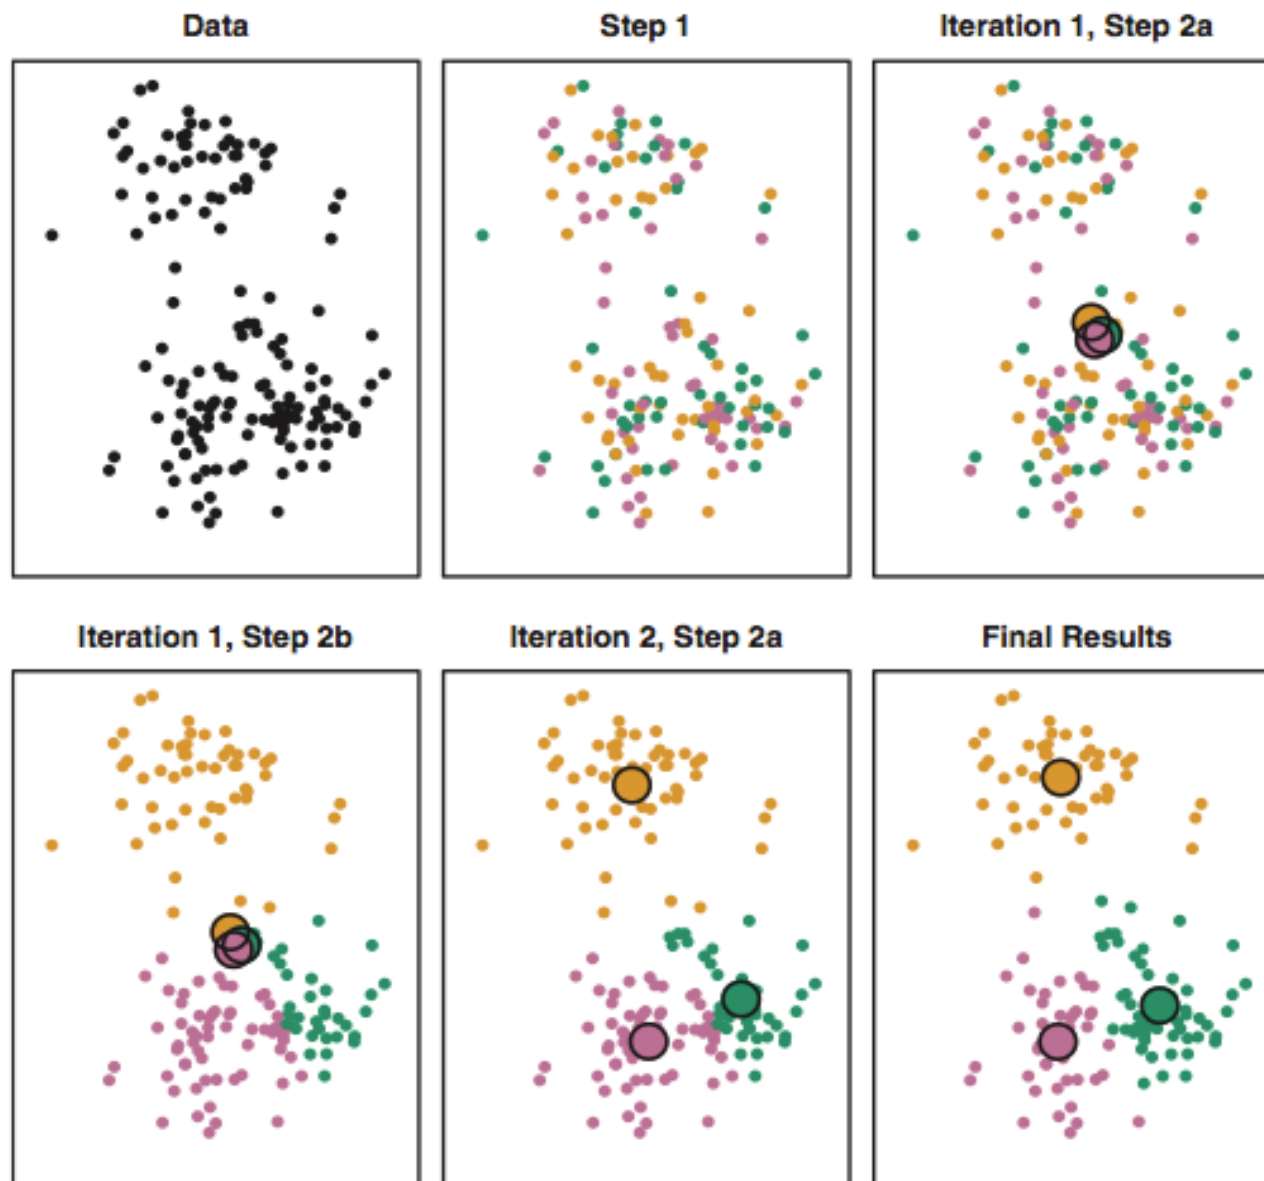 Data
Step 1
Iteration 1, Step 2a
Iteration 1, Step 2b
Iteration 2, Step 2a
Final Results